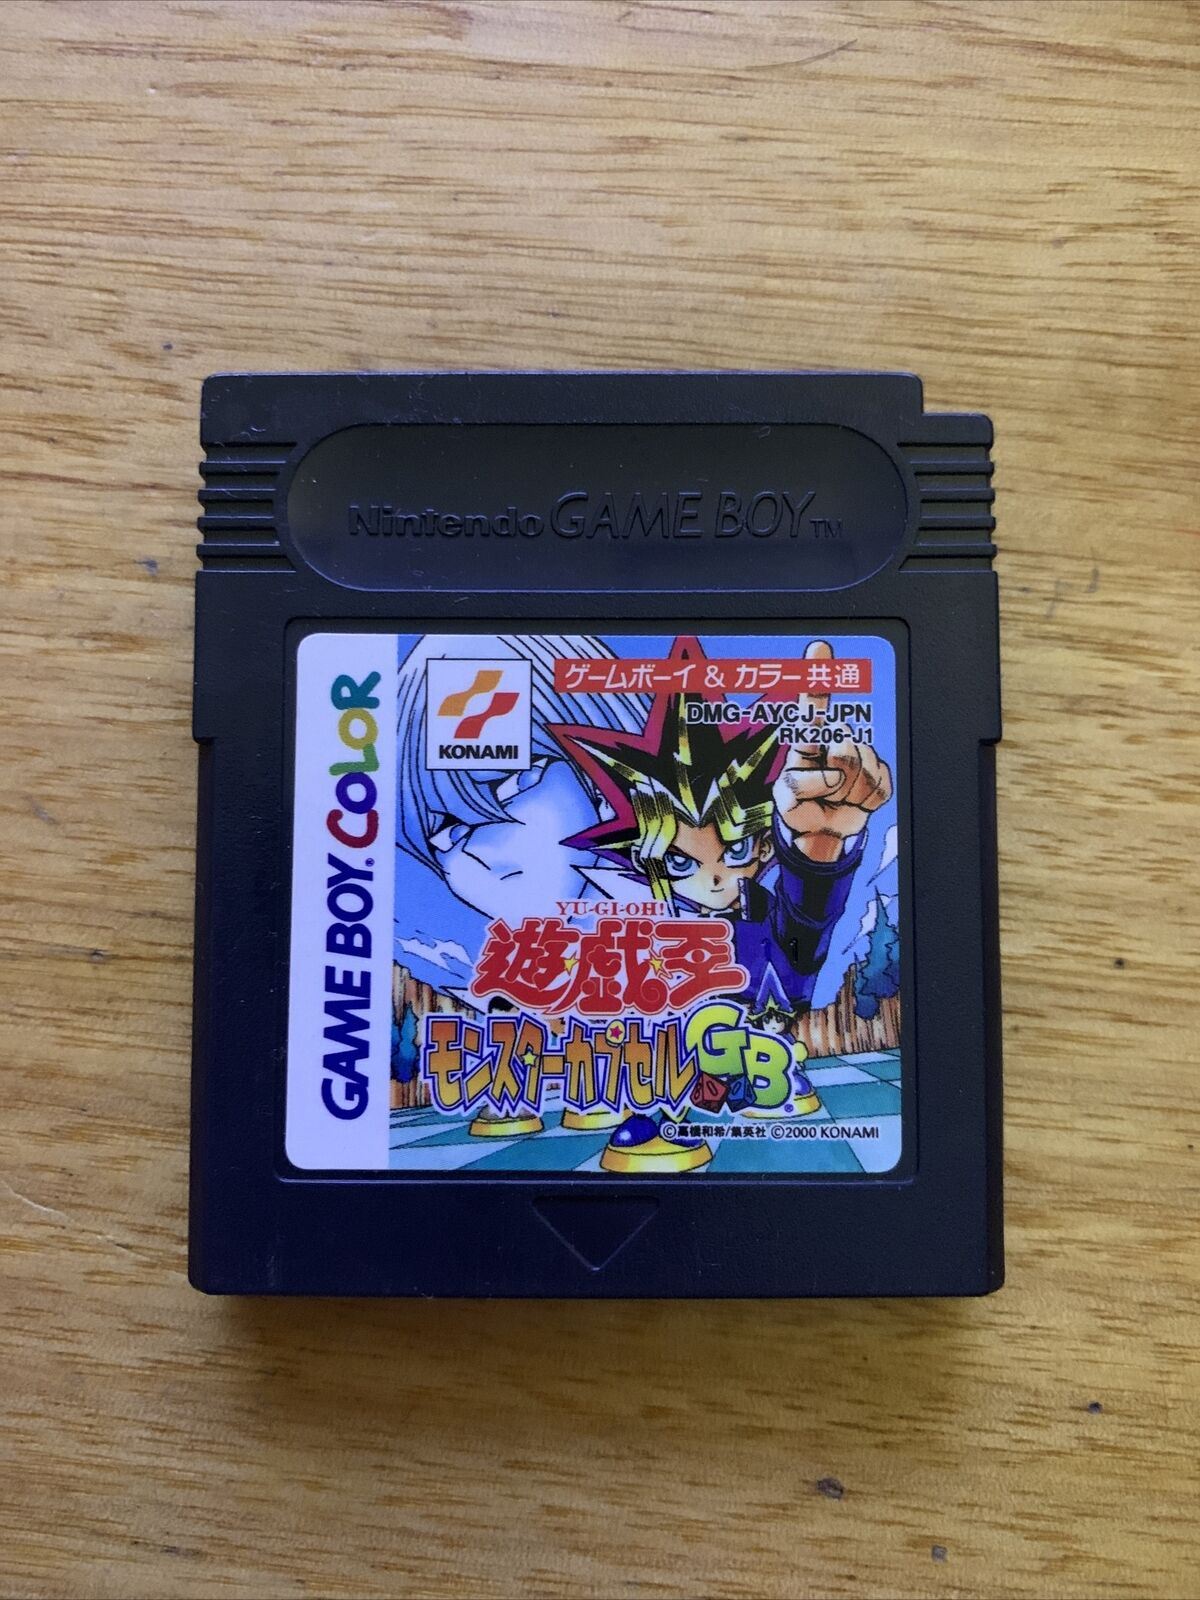 Nintendo GAME BOY TM
GAME BOY COLOR
KONAMI
ゲームボーイ & カラー共通
DMG-AYCJ-JPN
RK206-J1
YU-GI-OH!
遊戯王
モンスターカプセルGB
©高橋和希/集英社 ©2000 KONAMI